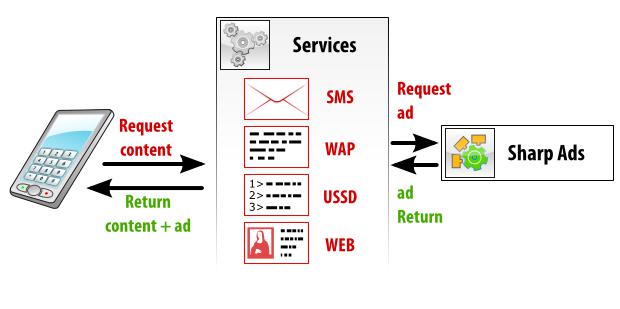 Services
SMS
WAP
1>
2>
3>
USSD
WEB
Request
content
Return
content + ad
Request
ad
ad
Return
Sharp Ads